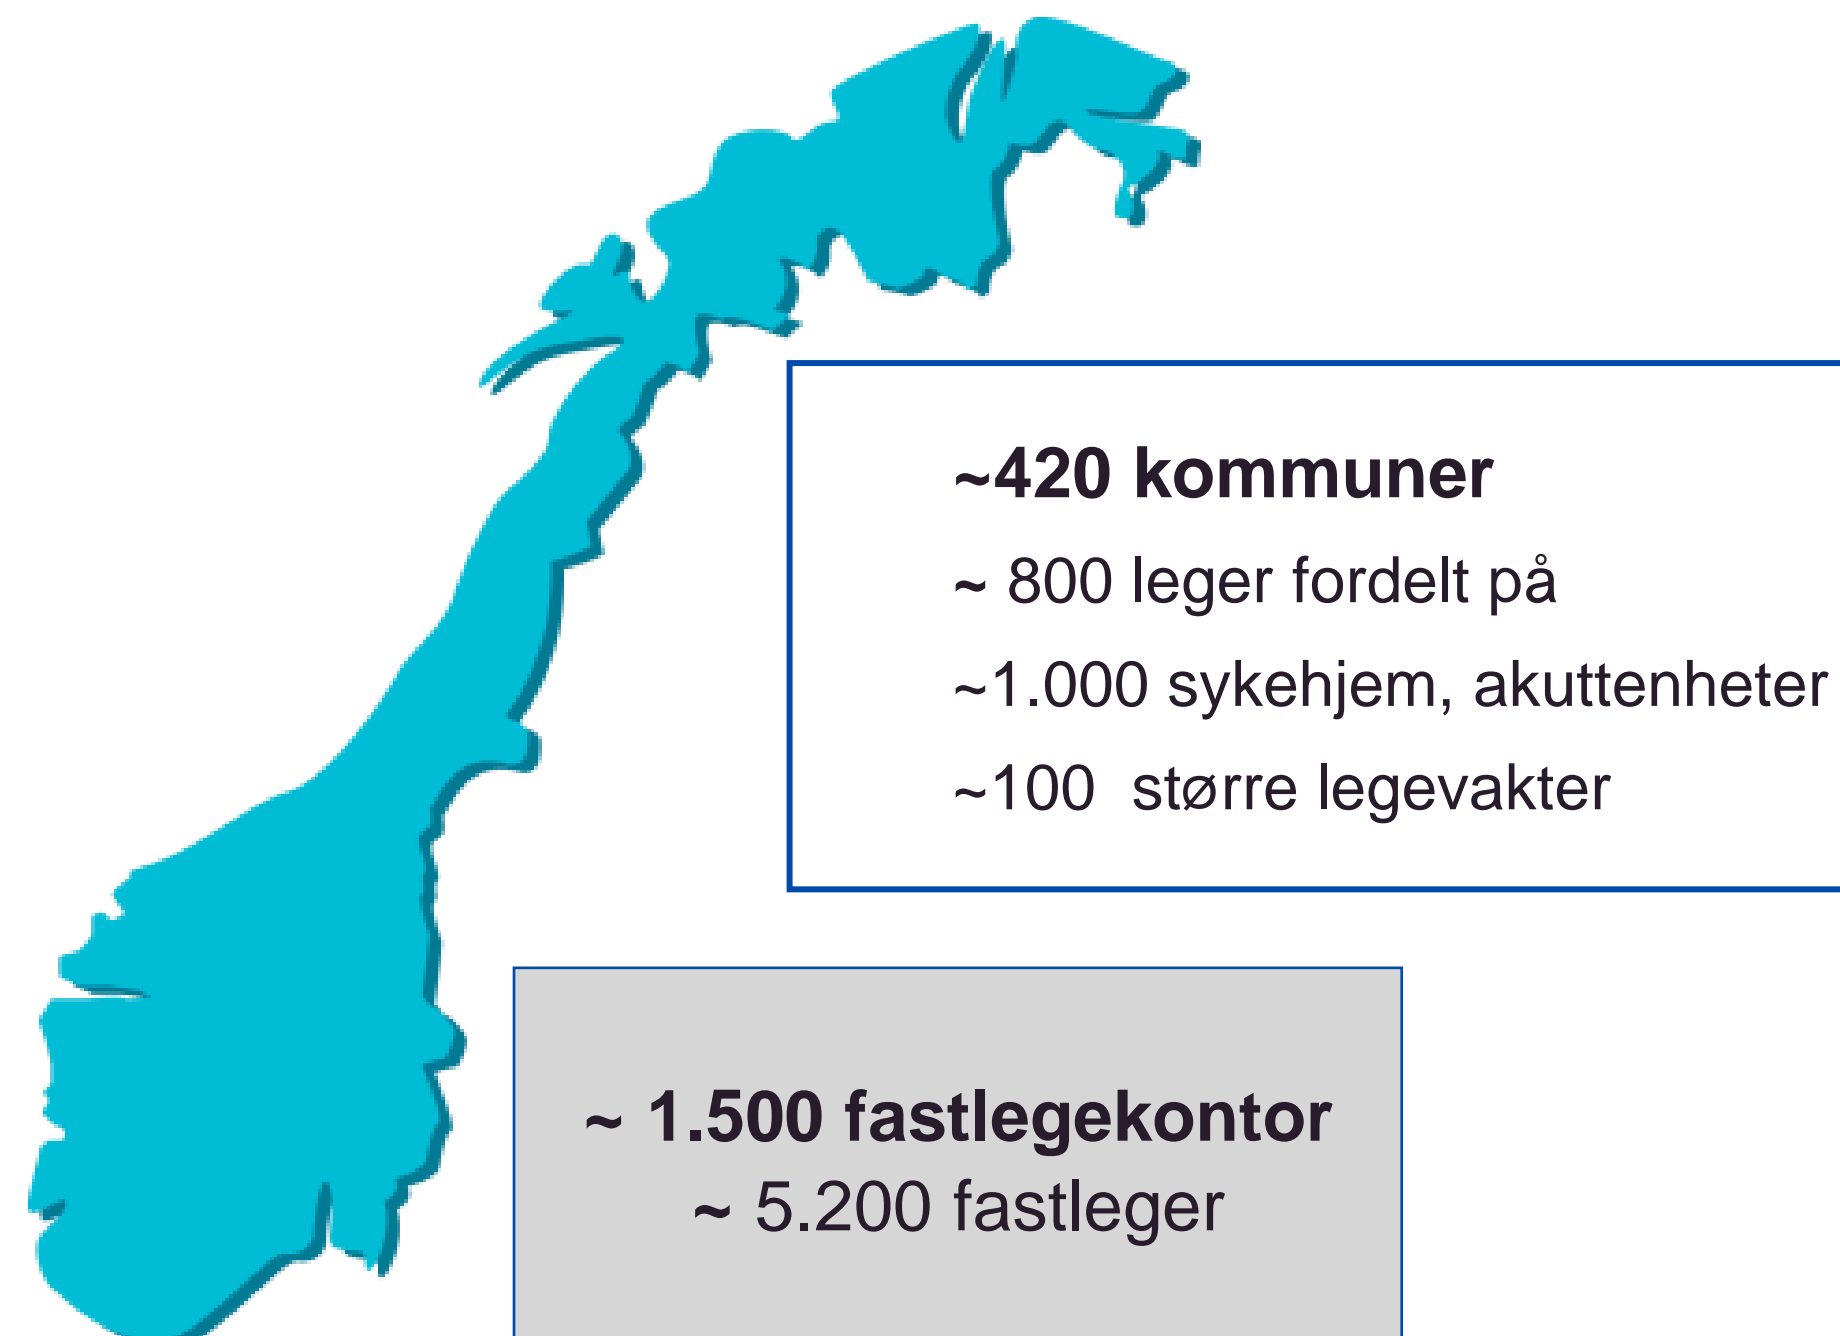 ~420 kommuner
~ 800 leger fordelt på
~1.000 sykehjem, akuttenheter
~100  større legevakter
~ 1.500 fastlegekontor
~ 5.200 fastleger